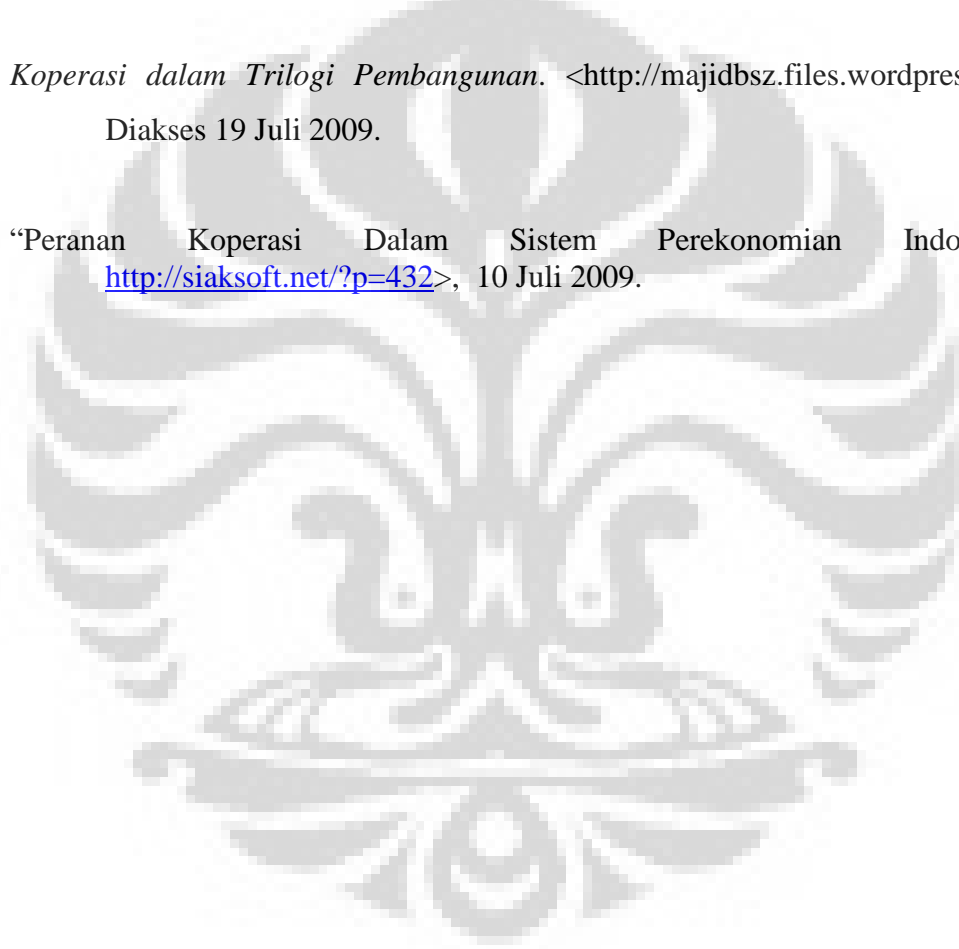 Koperasi dalam Trilogi Pembangunan. <http://majidbsz.files.wordpres
Diakses 19 Juli 2009.
“Peranan Koperasi Dalam Sistem Perekonomian Indo
http://siaksoft.net/?p=432>, 10 Juli 2009.